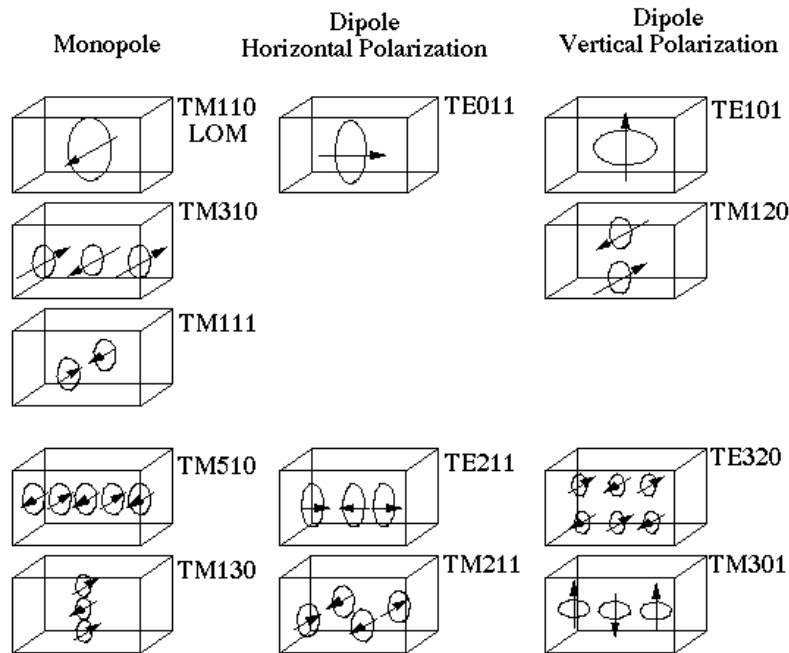 Monopole
Dipole
Horizontal Polarization
Dipole
Vertical Polarization
TM110
LOM
TE011
TE101
TM310
TM120
TM111
TM510
TE211
TE320
TM130
TM211
TM301